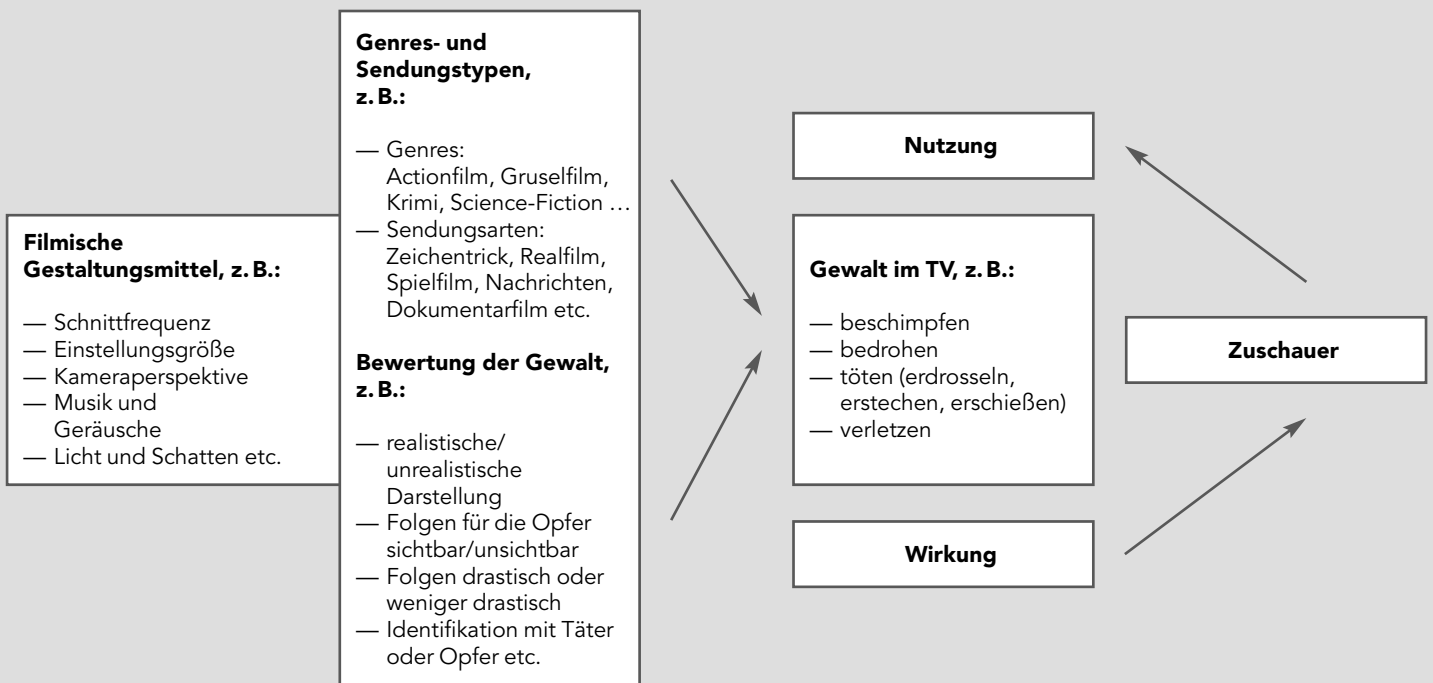 Filmische
Gestaltungsmittel, z. B.:
— Schnittfrequenz
— Einstellungsgröße
— Kameraperspektive
— Musik und
Geräusche
— Licht und Schatten etc.
Genres- und
Sendungstypen,
z. B.:
— Genres:
Actionfilm, Gruselfilm,
Krimi, Science-Fiction …
— Sendungsarten:
Zeichentrick, Realfilm,
Spielfilm, Nachrichten,
Dokumentarfilm etc.
Bewertung der Gewalt,
z. B.:
— realistische/
unrealistische
Darstellung
— Folgen für die Opfer
sichtbar/unsichtbar
— Folgen drastisch oder
weniger drastisch
— Identifikation mit Täter
oder Opfer etc.
Nutzung
Gewalt im TV, z. B.:
— beschimpfen
— bedrohen
— töten (erdrosseln,
erstechen, erschießen)
— verletzen
Wirkung
Zuschauer